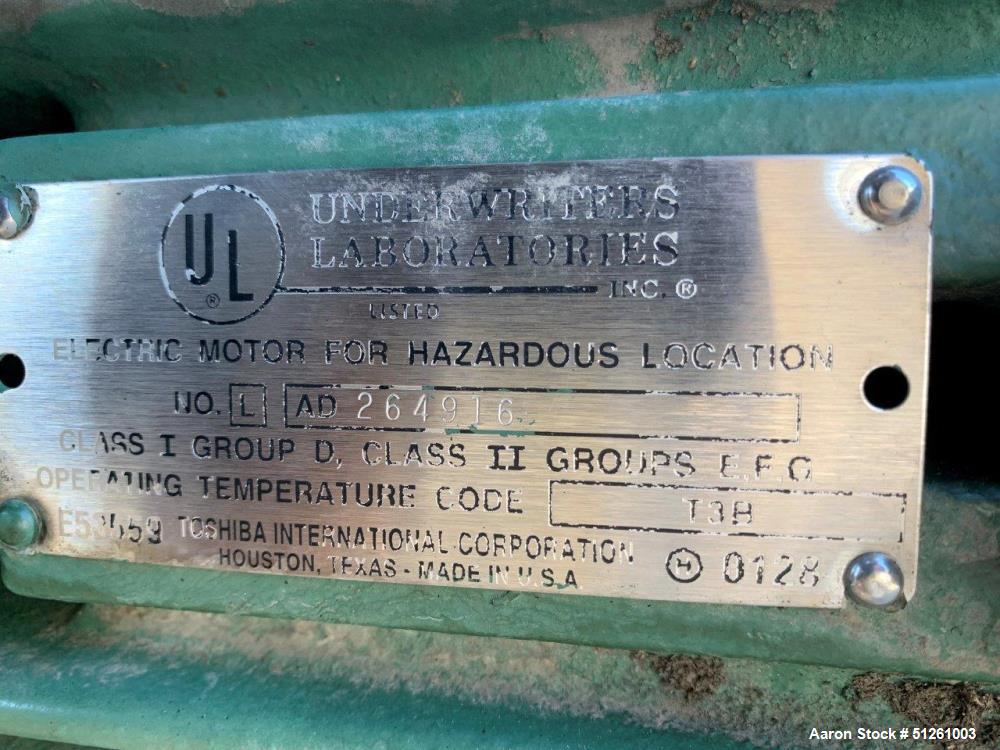 UL ®
UNDERWRITERS
LABORATORIES
INC. ®
LISTED
ELECTRIC MOTOR FOR HAZARDOUS LOCATION
NO. L AD 264916
CLASS I GROUP D, CLASS II GROUPS E.F.G
OPERATING TEMPERATURE CODE T3B
TOSHIBA INTERNATIONAL CORPORATION
HOUSTON, TEXAS - MADE IN U.S.A
H 0128
Aaron Stock # 51261003